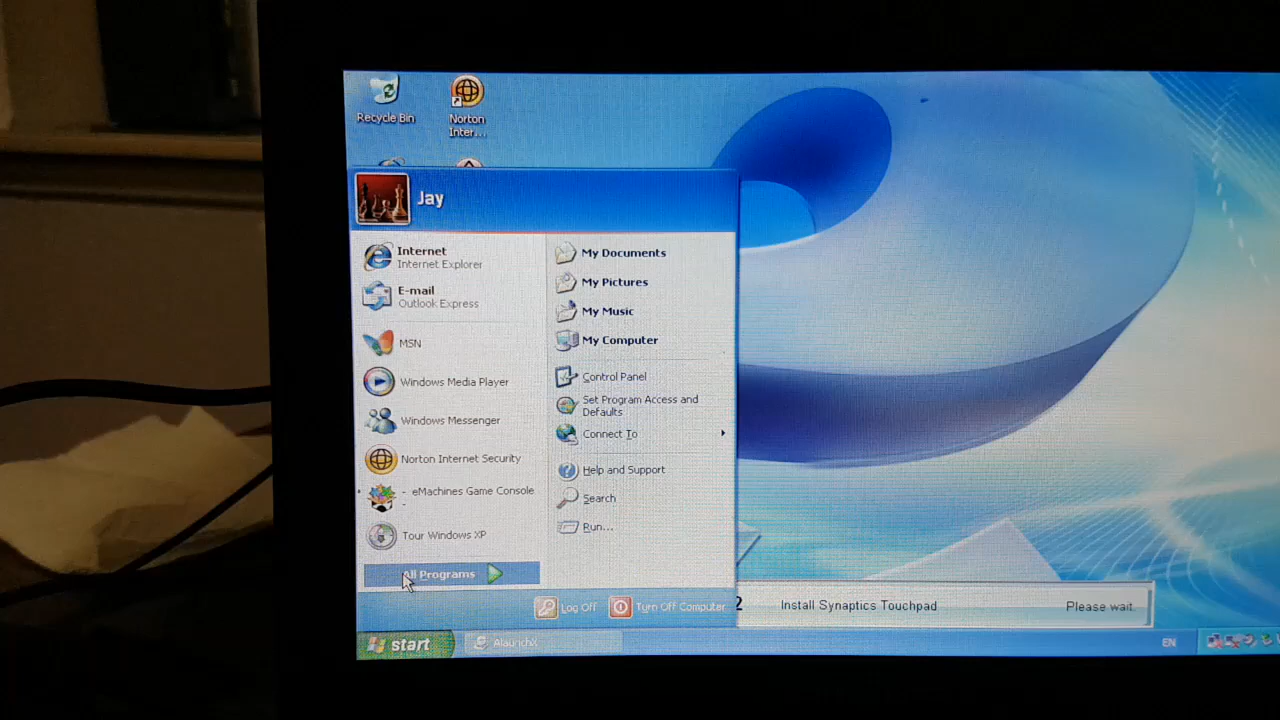 Recycle Bin
Norton
Inter...
Jay
Internet
Internet Explorer
E-mail
Outlook Express
MSN
Windows Media Player
Windows Messenger
Norton Internet Security
- eMachines Game Console
-
Tour Windows XP
All Programs
My Documents
My Pictures
My Music
My Computer
Control Panel
Set Program Access and
Defaults
Connect To
Help and Support
Search
Run...
Log Off
Turn Off Computer
2
Install Synaptics Touchpad
Please wait.
start
AlaunchX
EN